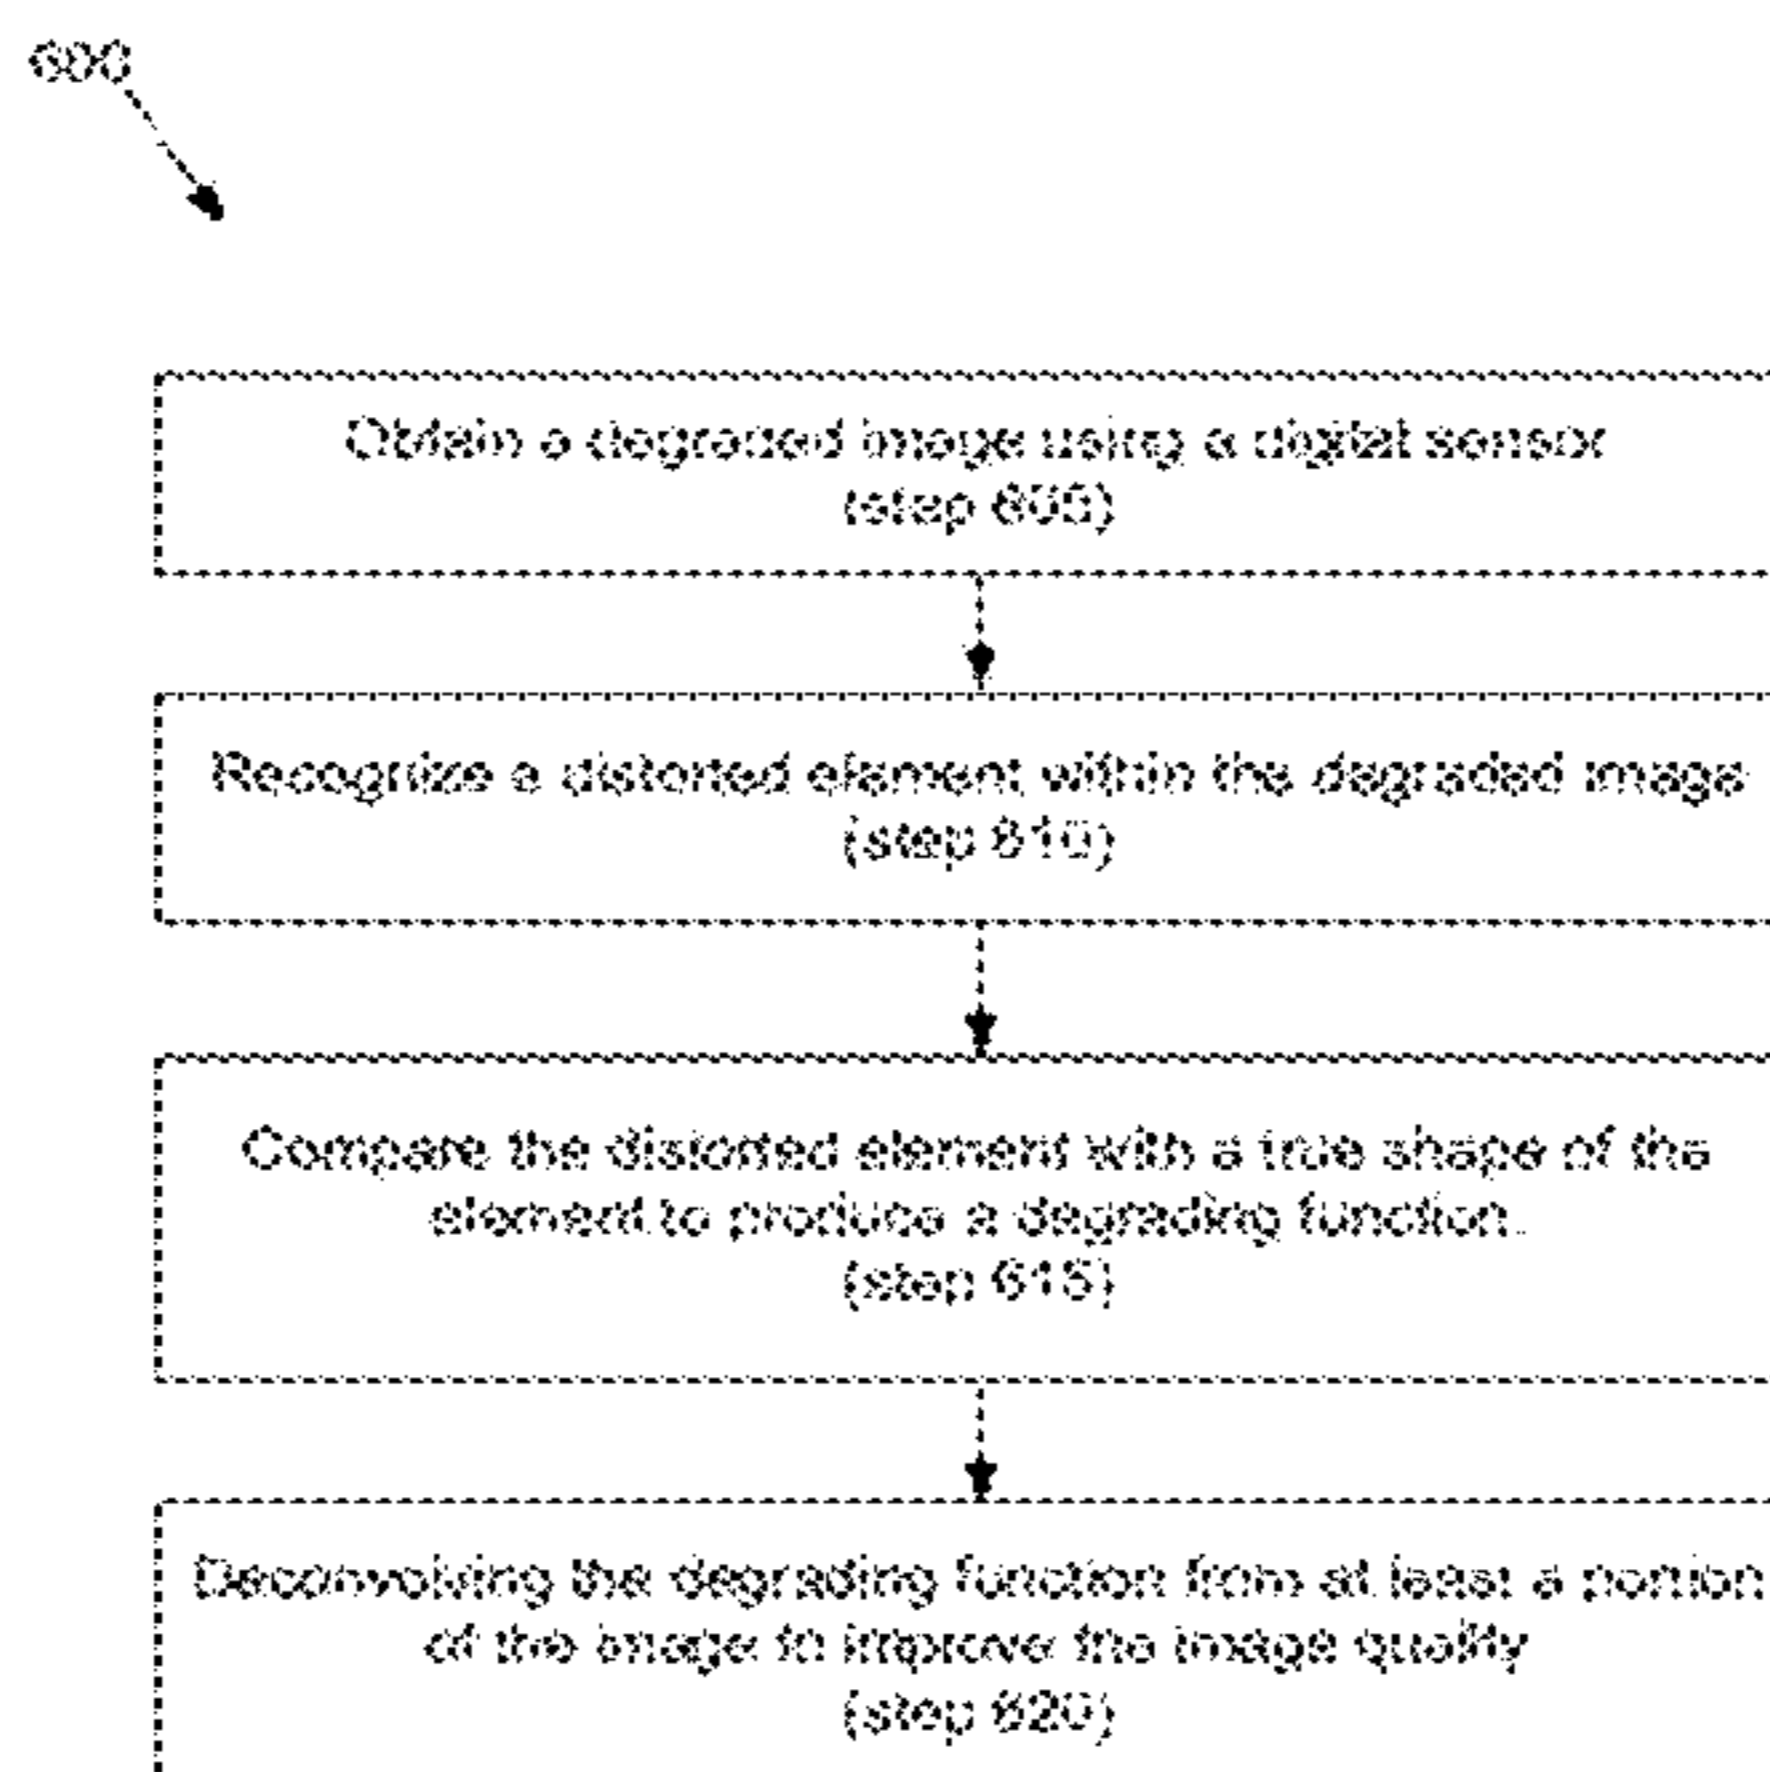 600
Obtain a degraded image using a digital sensor
(step 605)
Recognize a distorted element within the degraded image
(step 610)
Compare the distorted element with a true shape of the
element to produce a degrading function.
(step 615)
Deconvolving the degrading function from at least a portion
of the image to improve the image quality
(step 620)